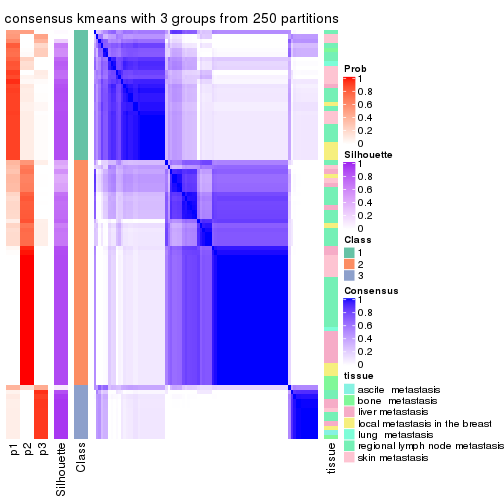 consensus kmeans with 3 groups from 250 partitions
Prob
1
0.8
0.6
0.4
0.2
0
Silhouette
1
0.8
0.6
0.4
0.2
0
Class
1
2
3
Consensus
1
0.8
0.6
0.4
0.2
0
tissue
ascite metastasis
bone metastasis
liver metastasis
local metastasis in the breast
lung metastasis
regional lymph node metastasis
skin metastasis
p1
p2
p3
Silhouette
Class
tissue